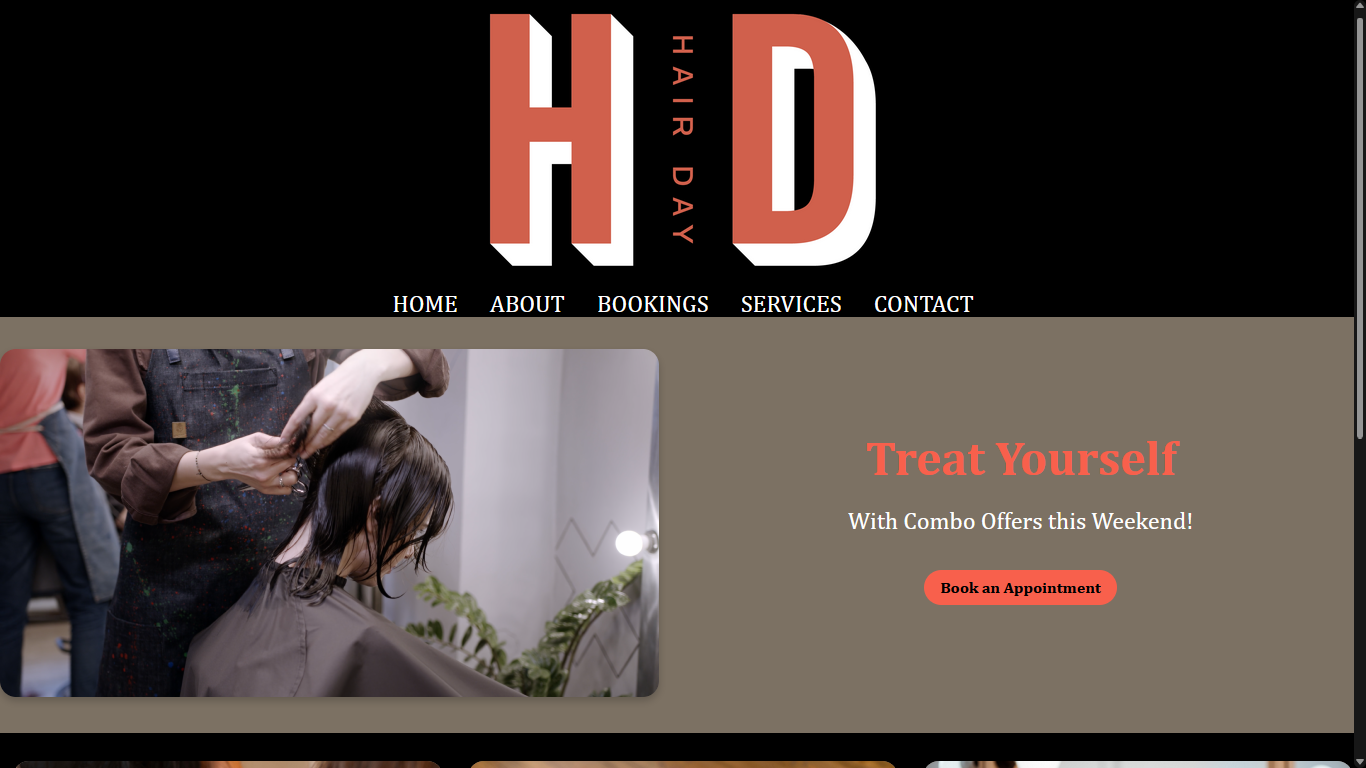 H HAIR DAY D
HOME ABOUT BOOKINGS SERVICES CONTACT
Treat Yourself
With Combo Offers this Weekend!
Book an Appointment